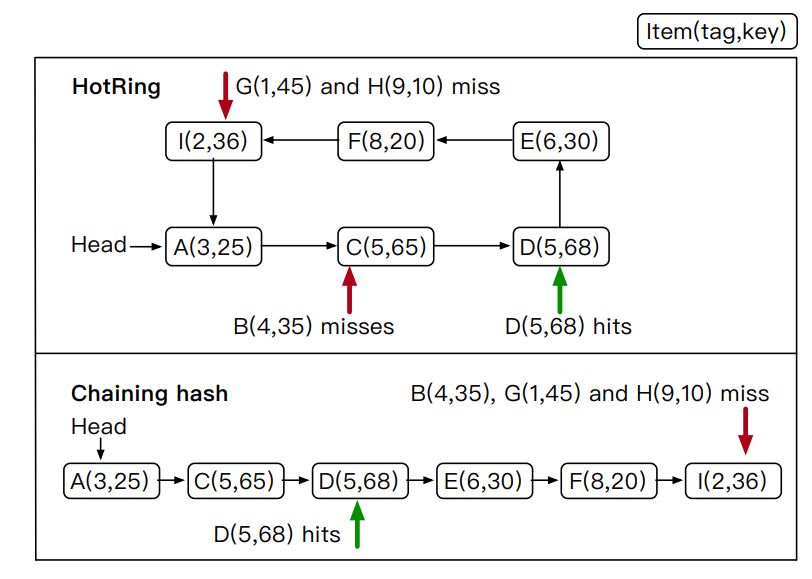 Item(tag,key)
HotRing
G(1,45) and H(9,10) miss
I(2,36)
F(8,20)
E(6,30)
Head
A(3,25)
C(5,65)
D(5,68)
B(4,35) misses
D(5,68) hits
Chaining hash
B(4,35), G(1,45) and H(9,10) miss
Head
A(3,25)
C(5,65)
D(5,68)
E(6,30)
F(8,20)
I(2,36)
D(5,68) hits